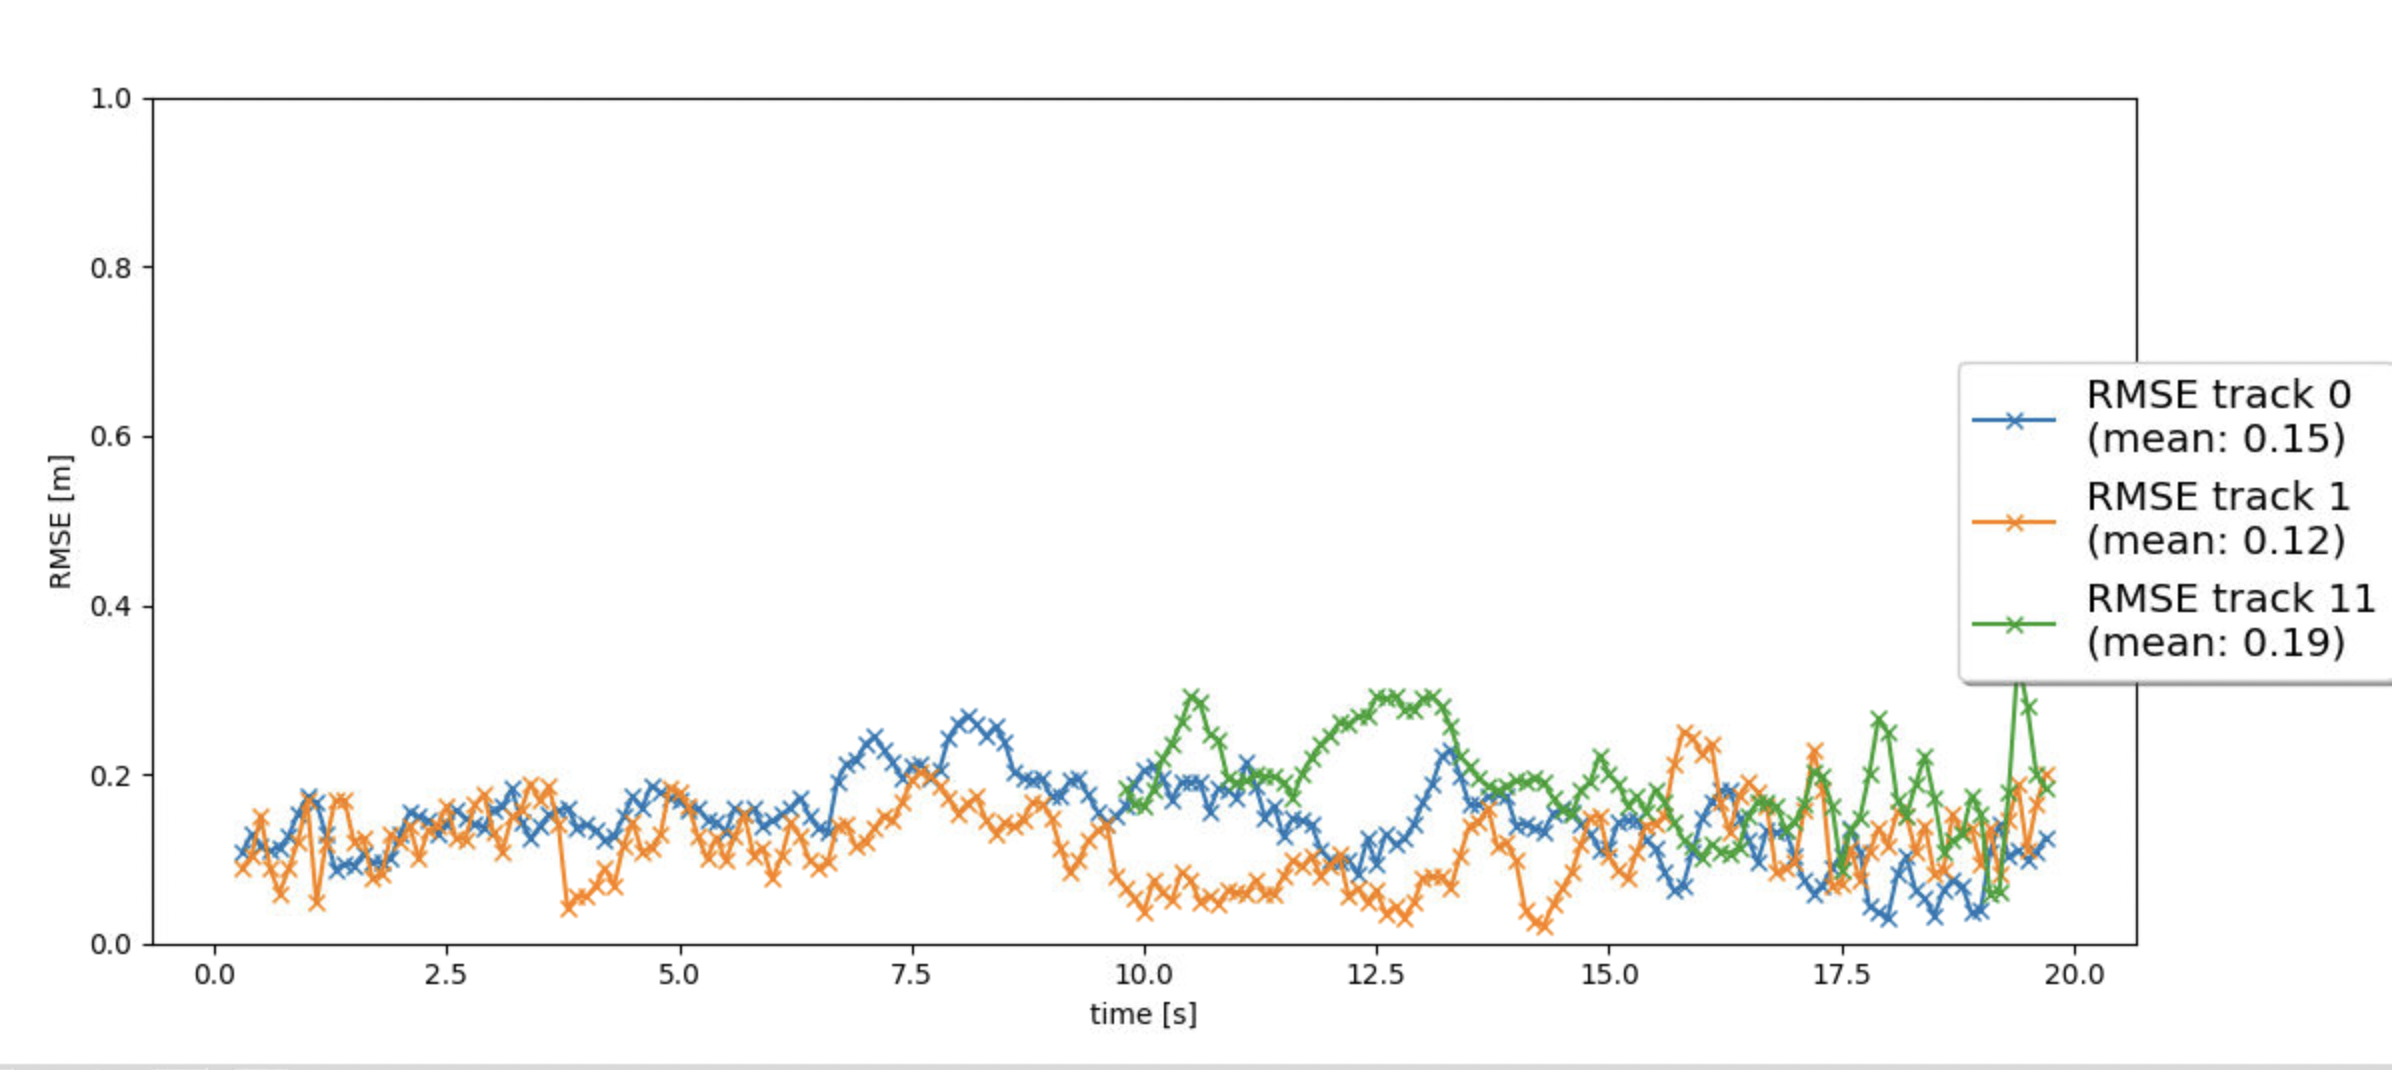 1.0
0.8
0.6
0.4
0.2
0.0
RMSE [m]
0.0 2.5 5.0 7.5 10.0 12.5 15.0 17.5 20.0
time [s]
RMSE track 0
(mean: 0.15)
RMSE track 1
(mean: 0.12)
RMSE track 11
(mean: 0.19)